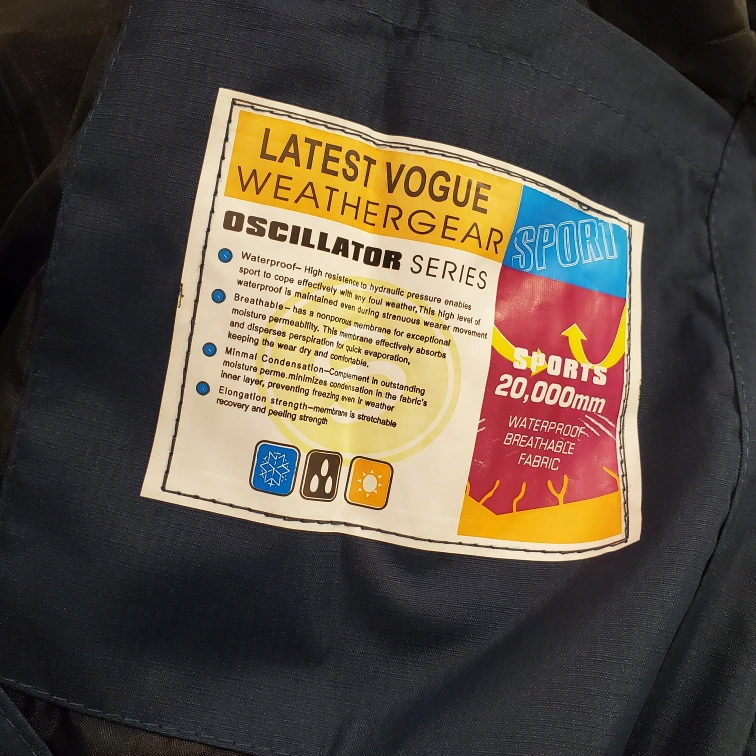 LATEST VOGUE
WEATHERGEAR
OSCILLATOR SERIES
Waterproof– High resistence to hydraulic pressure enables
sport to cope effectively with any foul weather,This high level of
waterproof is maintained even during strenuous wearer movement
Breathable– has a nonporous membrane for exceptional
moisture permeability. This membrane effectively absorbs
and disperses perspiration for quick evaporation,
keeping the wear dry and comfortable.
Minmal Condensation–Complement in outstanding
moisture perme.minimizes condensation in the fabric's
inner layer, preventing freezing even ir weather
Elongation strength–membrane is stretchable
recovery and peeling strength
SPORT
SPORTS
20,000mm
WATERPROOF
BREATHABLE
FABRIC